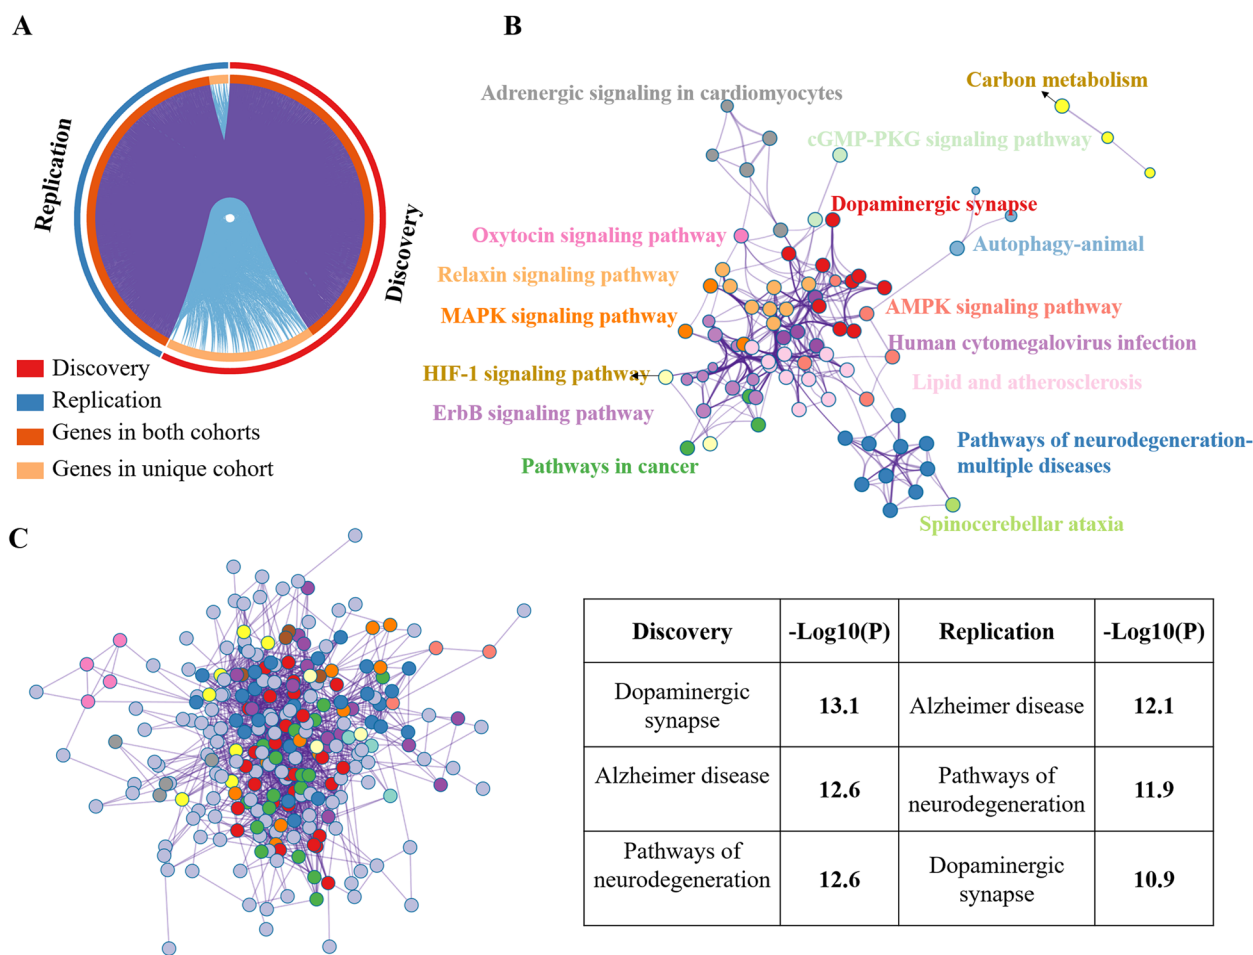 A
B
Replication
Discovery
Discovery
Replication
Genes in both cohorts
Genes in unique cohort
Adrenergic signaling in cardiomyocytes
Carbon metabolism
cGMP-PKG signaling pathway
Dopaminergic synapse
Oxytocin signaling pathway
Autophagy-animal
Relaxin signaling pathway
MAPK signaling pathway
AMPK signaling pathway
Human cytomegalovirus infection
HIF-1 signaling pathway
Lipid and atherosclerosis
ErbB signaling pathway
Pathways in cancer
Pathways of neurodegeneration-
multiple diseases
Spinocerebellar ataxia
C
Discovery -Log10(P) Replication -Log10(P)
Dopaminergic
synapse
13.1
Alzheimer disease
12.1
Alzheimer disease
12.6
Pathways of
neurodegeneration
11.9
Pathways of
neurodegeneration
12.6
Dopaminergic
synapse
10.9